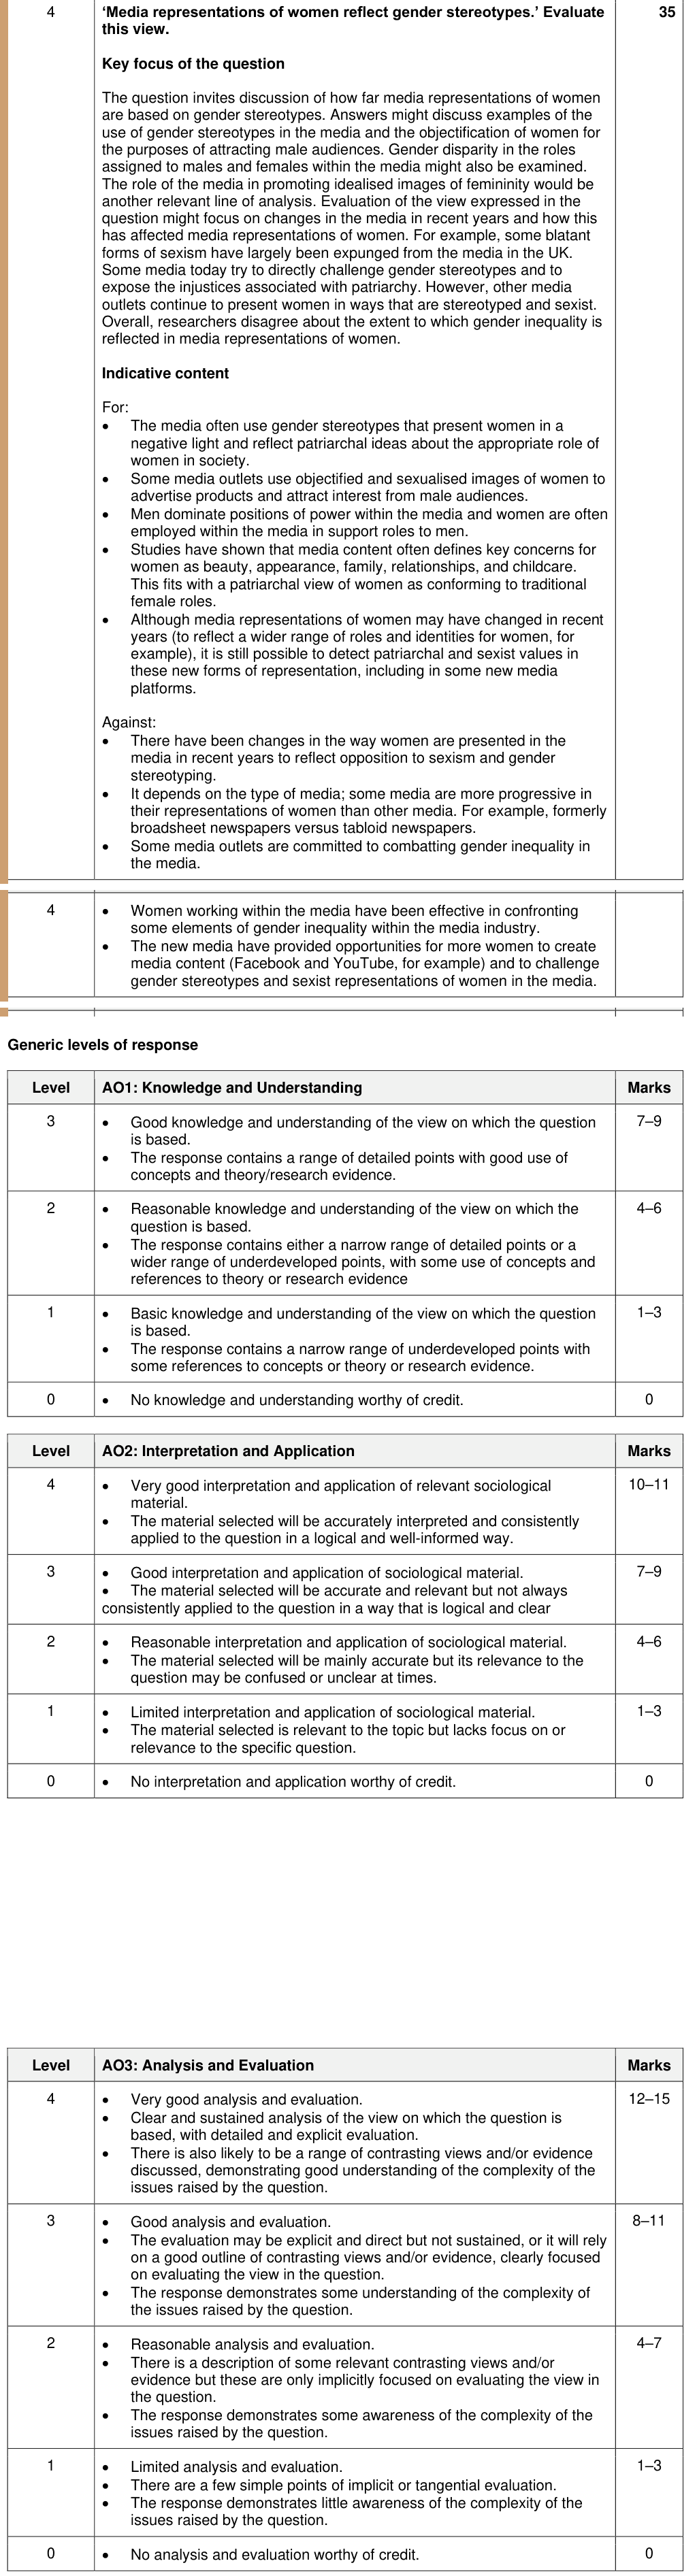 4
‘Media representations of women reflect gender stereotypes.’ Evaluate
this view.
35
Key focus of the question
The question invites discussion of how far media representations of women
are based on gender stereotypes. Answers might discuss examples of the
use of gender stereotypes in the media and the objectification of women for
the purposes of attracting male audiences. Gender disparity in the roles
assigned to males and females within the media might also be examined.
The role of the media in promoting idealised images of femininity would be
another relevant line of analysis. Evaluation of the view expressed in the
question might focus on changes in the media in recent years and how this
has affected media representations of women. For example, some blatant
forms of sexism have largely been expunged from the media in the UK.
Some media today try to directly challenge gender stereotypes and to
expose the injustices associated with patriarchy. However, other media
outlets continue to present women in ways that are stereotyped and sexist.
Overall, researchers disagree about the extent to which gender inequality is
reflected in media representations of women.
Indicative content
For:
• The media often use gender stereotypes that present women in a
negative light and reflect patriarchal ideas about the appropriate role of
women in society.
• Some media outlets use objectified and sexualised images of women to
advertise products and attract interest from male audiences.
• Men dominate positions of power within the media and women are often
employed within the media in support roles to men.
• Studies have shown that media content often defines key concerns for
women as beauty, appearance, family, relationships, and childcare.
This fits with a patriarchal view of women as conforming to traditional
female roles.
• Although media representations of women may have changed in recent
years (to reflect a wider range of roles and identities for women, for
example), it is still possible to detect patriarchal and sexist values in
these new forms of representation, including in some new media
platforms.
Against:
• There have been changes in the way women are presented in the
media in recent years to reflect opposition to sexism and gender
stereotyping.
• It depends on the type of media; some media are more progressive in
their representations of women than other media. For example, formerly
broadsheet newspapers versus tabloid newspapers.
• Some media outlets are committed to combatting gender inequality in
the media.
4
• Women working within the media have been effective in confronting
some elements of gender inequality within the media industry.
• The new media have provided opportunities for more women to create
media content (Facebook and YouTube, for example) and to challenge
gender stereotypes and sexist representations of women in the media.
Generic levels of response
Level AO1: Knowledge and Understanding Marks
3 • Good knowledge and understanding of the view on which the question 7–9
is based.
• The response contains a range of detailed points with good use of
concepts and theory/research evidence.
2 • Reasonable knowledge and understanding of the view on which the 4–6
question is based.
• The response contains either a narrow range of detailed points or a
wider range of underdeveloped points, with some use of concepts and
references to theory or research evidence
1 • Basic knowledge and understanding of the view on which the question 1–3
is based.
• The response contains a narrow range of underdeveloped points with
some references to concepts or theory or research evidence.
0 • No knowledge and understanding worthy of credit. 0
Level AO2: Interpretation and Application Marks
4 • Very good interpretation and application of relevant sociological 10–11
material.
• The material selected will be accurately interpreted and consistently
applied to the question in a logical and well-informed way.
3 • Good interpretation and application of sociological material. 7–9
• The material selected will be accurate and relevant but not always
consistently applied to the question in a way that is logical and clear
2 • Reasonable interpretation and application of sociological material. 4–6
• The material selected will be mainly accurate but its relevance to the
question may be confused or unclear at times.
1 • Limited interpretation and application of sociological material. 1–3
• The material selected is relevant to the topic but lacks focus on or
relevance to the specific question.
0 • No interpretation and application worthy of credit. 0
Level AO3: Analysis and Evaluation Marks
4 • Very good analysis and evaluation. 12–15
• Clear and sustained analysis of the view on which the question is
based, with detailed and explicit evaluation.
• There is also likely to be a range of contrasting views and/or evidence
discussed, demonstrating good understanding of the complexity of the
issues raised by the question.
3 • Good analysis and evaluation. 8–11
• The evaluation may be explicit and direct but not sustained, or it will rely
on a good outline of contrasting views and/or evidence, clearly focused
on evaluating the view in the question.
• The response demonstrates some understanding of the complexity of
the issues raised by the question.
2 • Reasonable analysis and evaluation. 4–7
• There is a description of some relevant contrasting views and/or
evidence but these are only implicitly focused on evaluating the view in
the question.
• The response demonstrates some awareness of the complexity of the
issues raised by the question.
1 • Limited analysis and evaluation. 1–3
• There are a few simple points of implicit or tangential evaluation.
• The response demonstrates little awareness of the complexity of the
issues raised by the question.
0 • No analysis and evaluation worthy of credit. 0